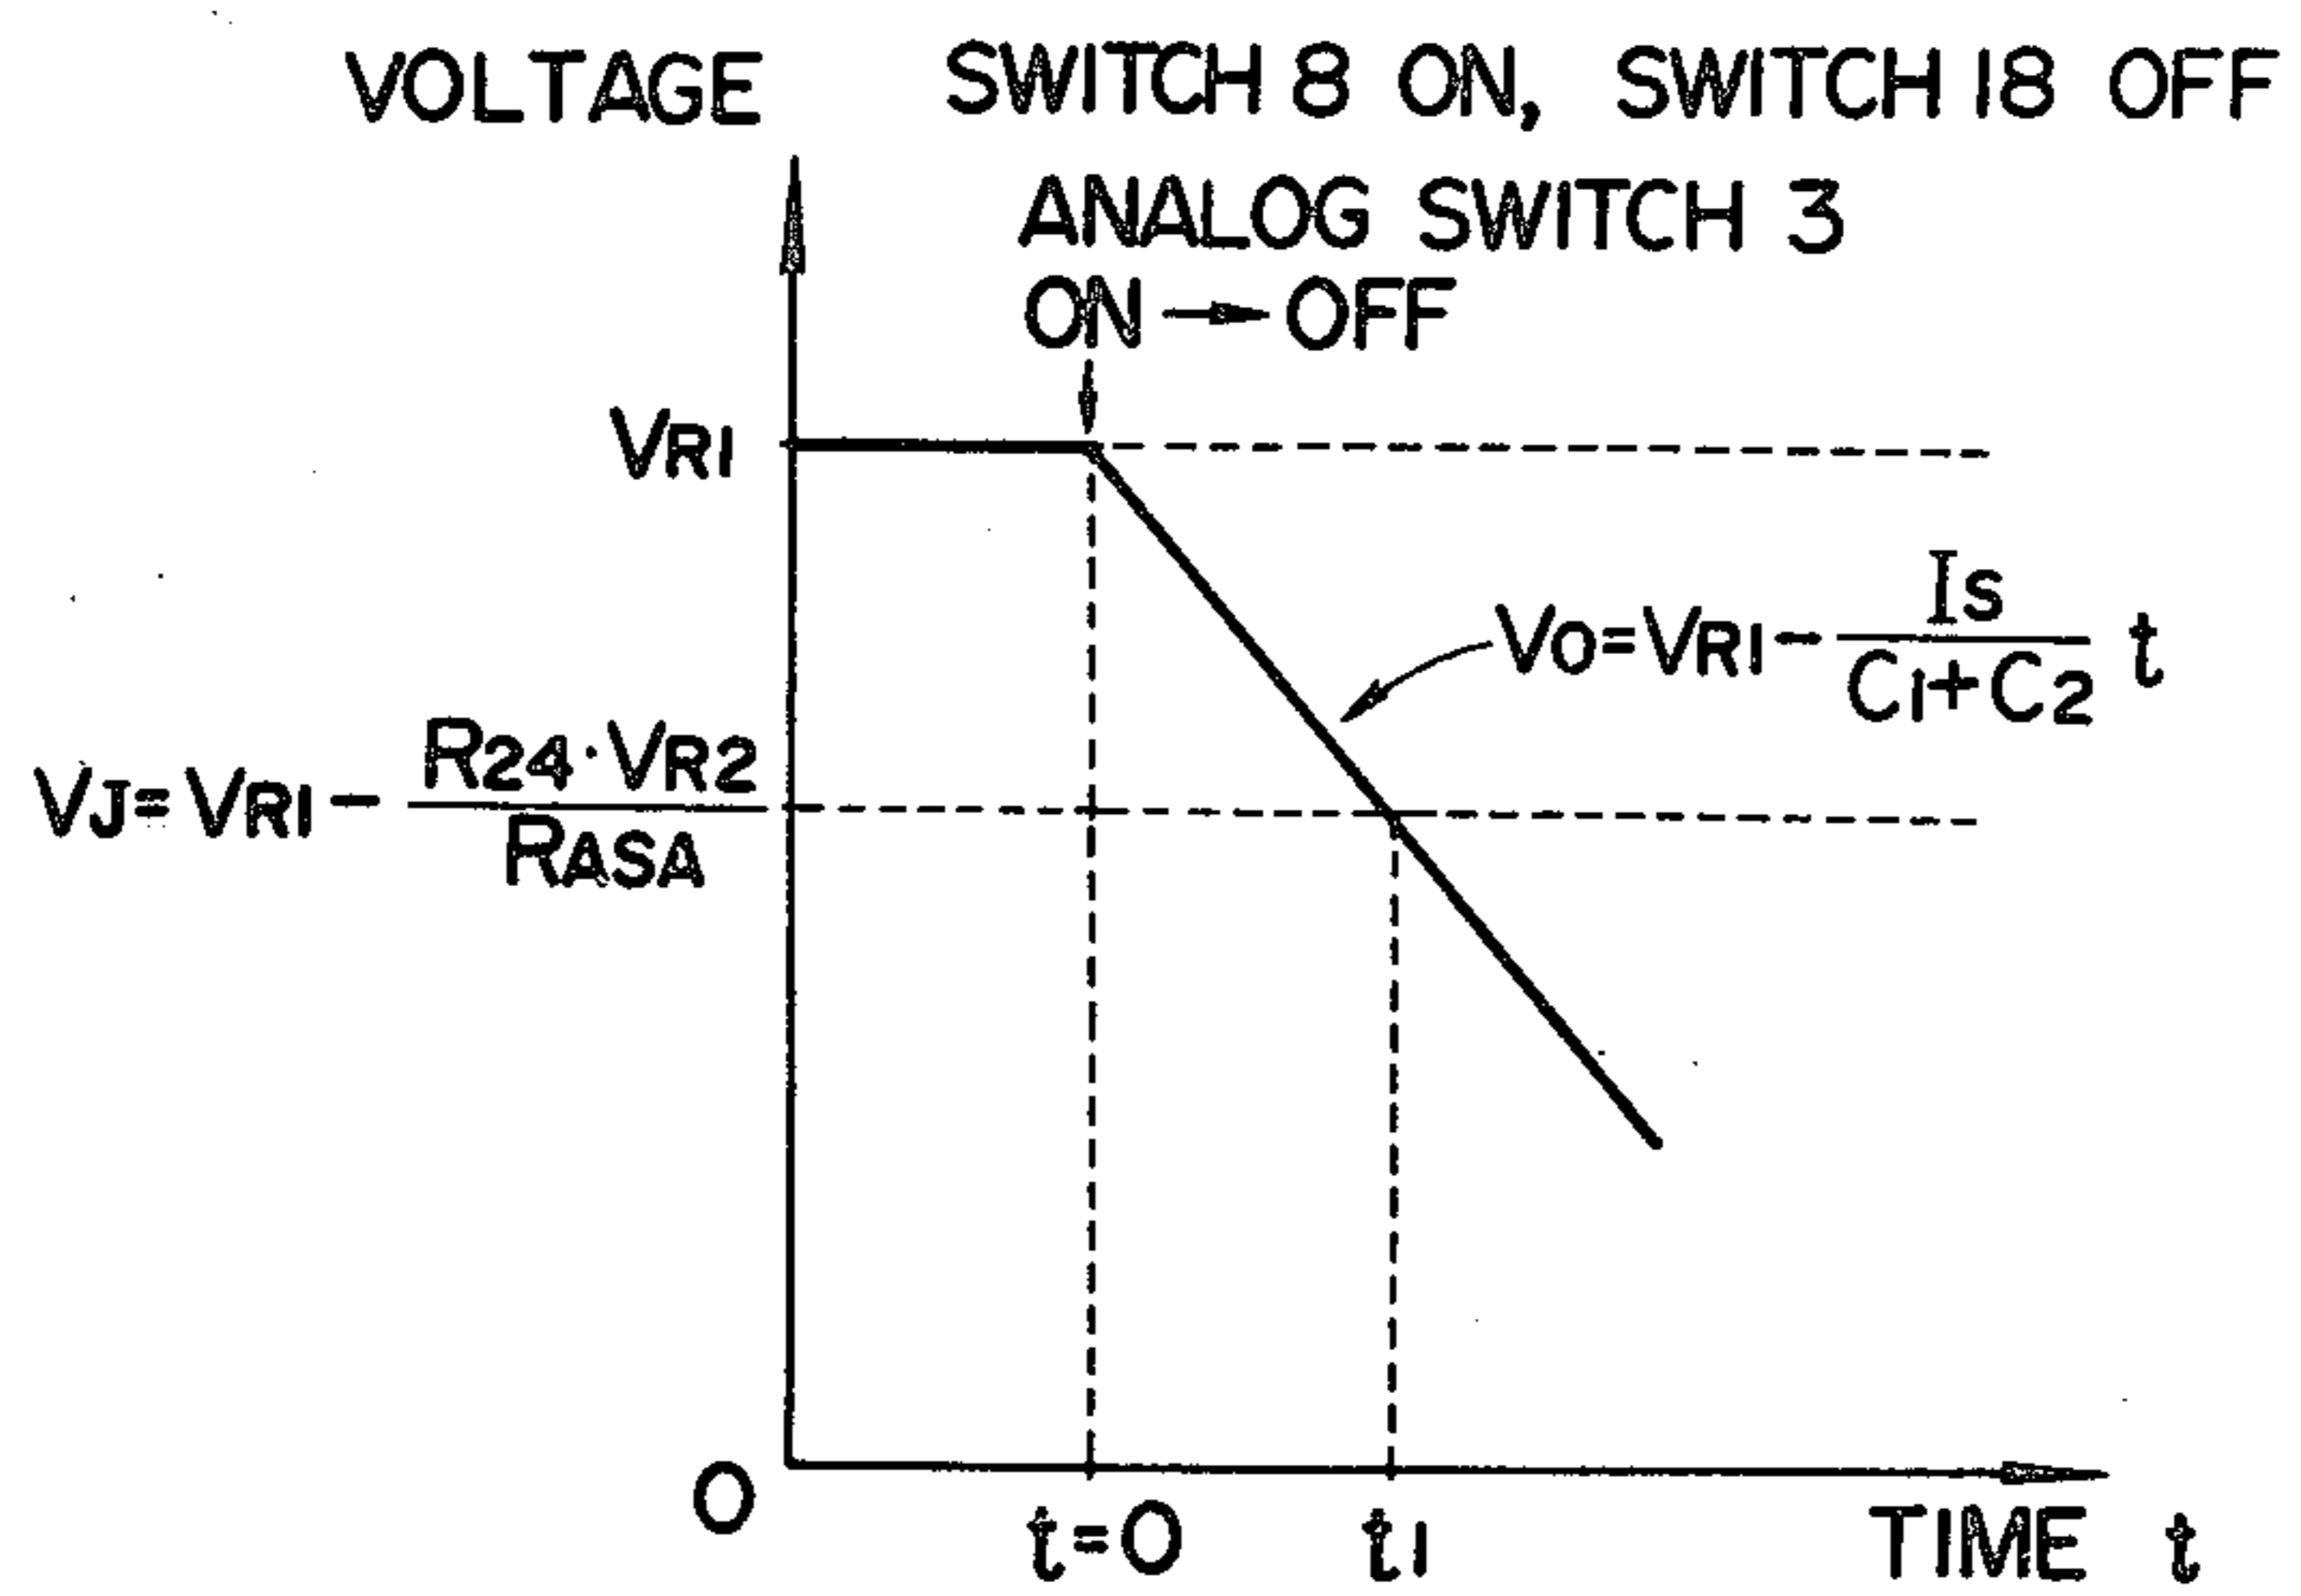 VOLTAGE
SWITCH 8 ON, SWITCH 18 OFF
ANALOG SWITCH 3
ON → OFF
VR1
VO=VR1- IS/(C1+C2) t
VJ=VR1- R24·VR2/RASA
O
t=0
t1
TIME t